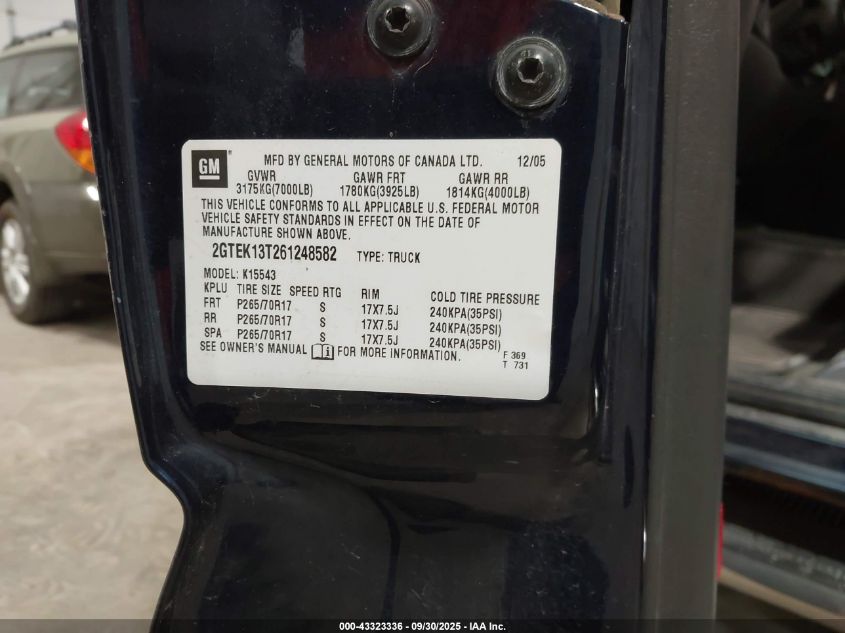 GM MFD BY GENERAL MOTORS OF CANADA LTD. 12/05
GVWR GAWR FRT GAWR RR
3175KG(7000LB) 1780KG(3925LB) 1814KG(4000LB)
THIS VEHICLE CONFORMS TO ALL APPLICABLE U.S. FEDERAL MOTOR
VEHICLE SAFETY STANDARDS IN EFFECT ON THE DATE OF
MANUFACTURE SHOWN ABOVE.
2GTEK13T261248582 TYPE: TRUCK
MODEL: K15543
KPLU TIRE SIZE SPEED RTG RIM COLD TIRE PRESSURE
FRT P265/70R17 S 17X7.5J 240KPA(35PSI)
RR P265/70R17 S 17X7.5J 240KPA(35PSI)
SPA P265/70R17 S 17X7.5J 240KPA(35PSI)
SEE OWNER'S MANUAL i FOR MORE INFORMATION.
F 369
T 731
000-43323336 - 09/30/2025 - IAA Inc.